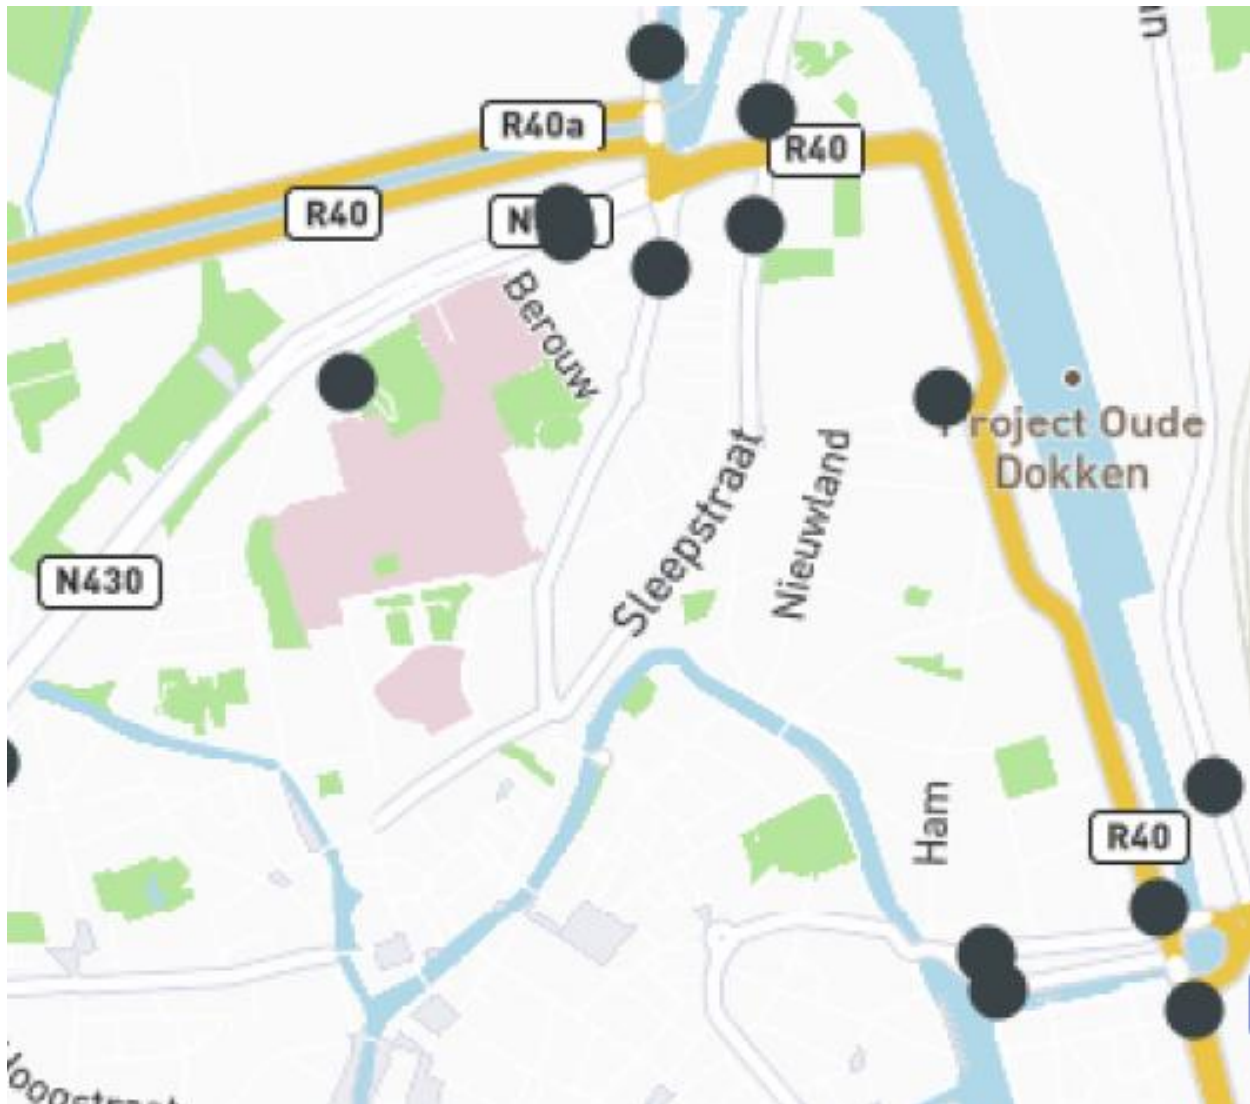 R40a
R40
R40
Berouw
Project Oude
Dokken
Sleepstraat
Nieuwland
N430
Ham
R40